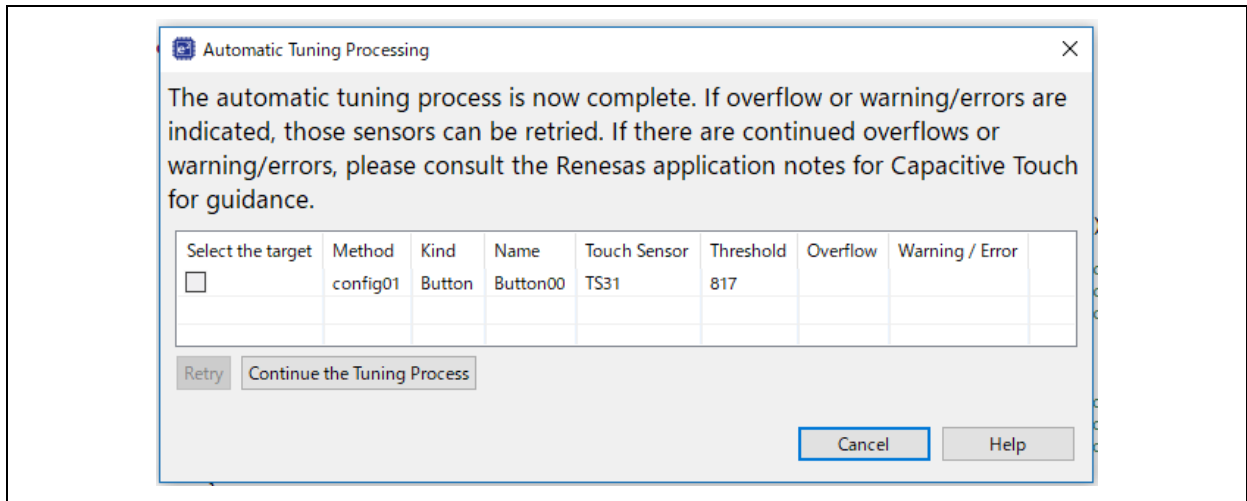 Automatic Tuning Processing
The automatic tuning process is now complete. If overflow or warning/errors are
indicated, those sensors can be retried. If there are continued overflows or
warning/errors, please consult the Renesas application notes for Capacitive Touch
for guidance.
Select the target Method Kind Name Touch Sensor Threshold Overflow Warning / Error
config01 Button Button00 TS31 817
Retry Continue the Tuning Process
Cancel Help